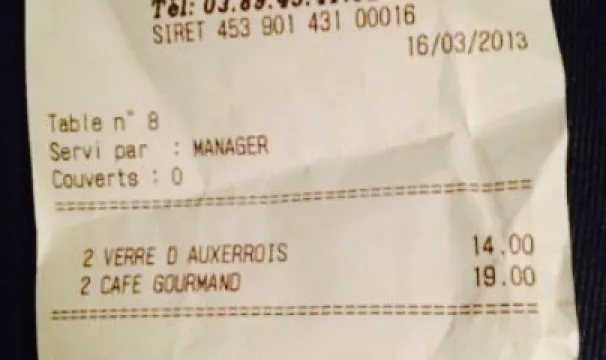 Tél:
SIRET 453 901 431 00016
16/03/2013
Table n° 8
Servi par : MANAGER
Couverts : 0
2 VERRE D AUXERROIS 14.00
2 CAFE GOURMAND 19.00